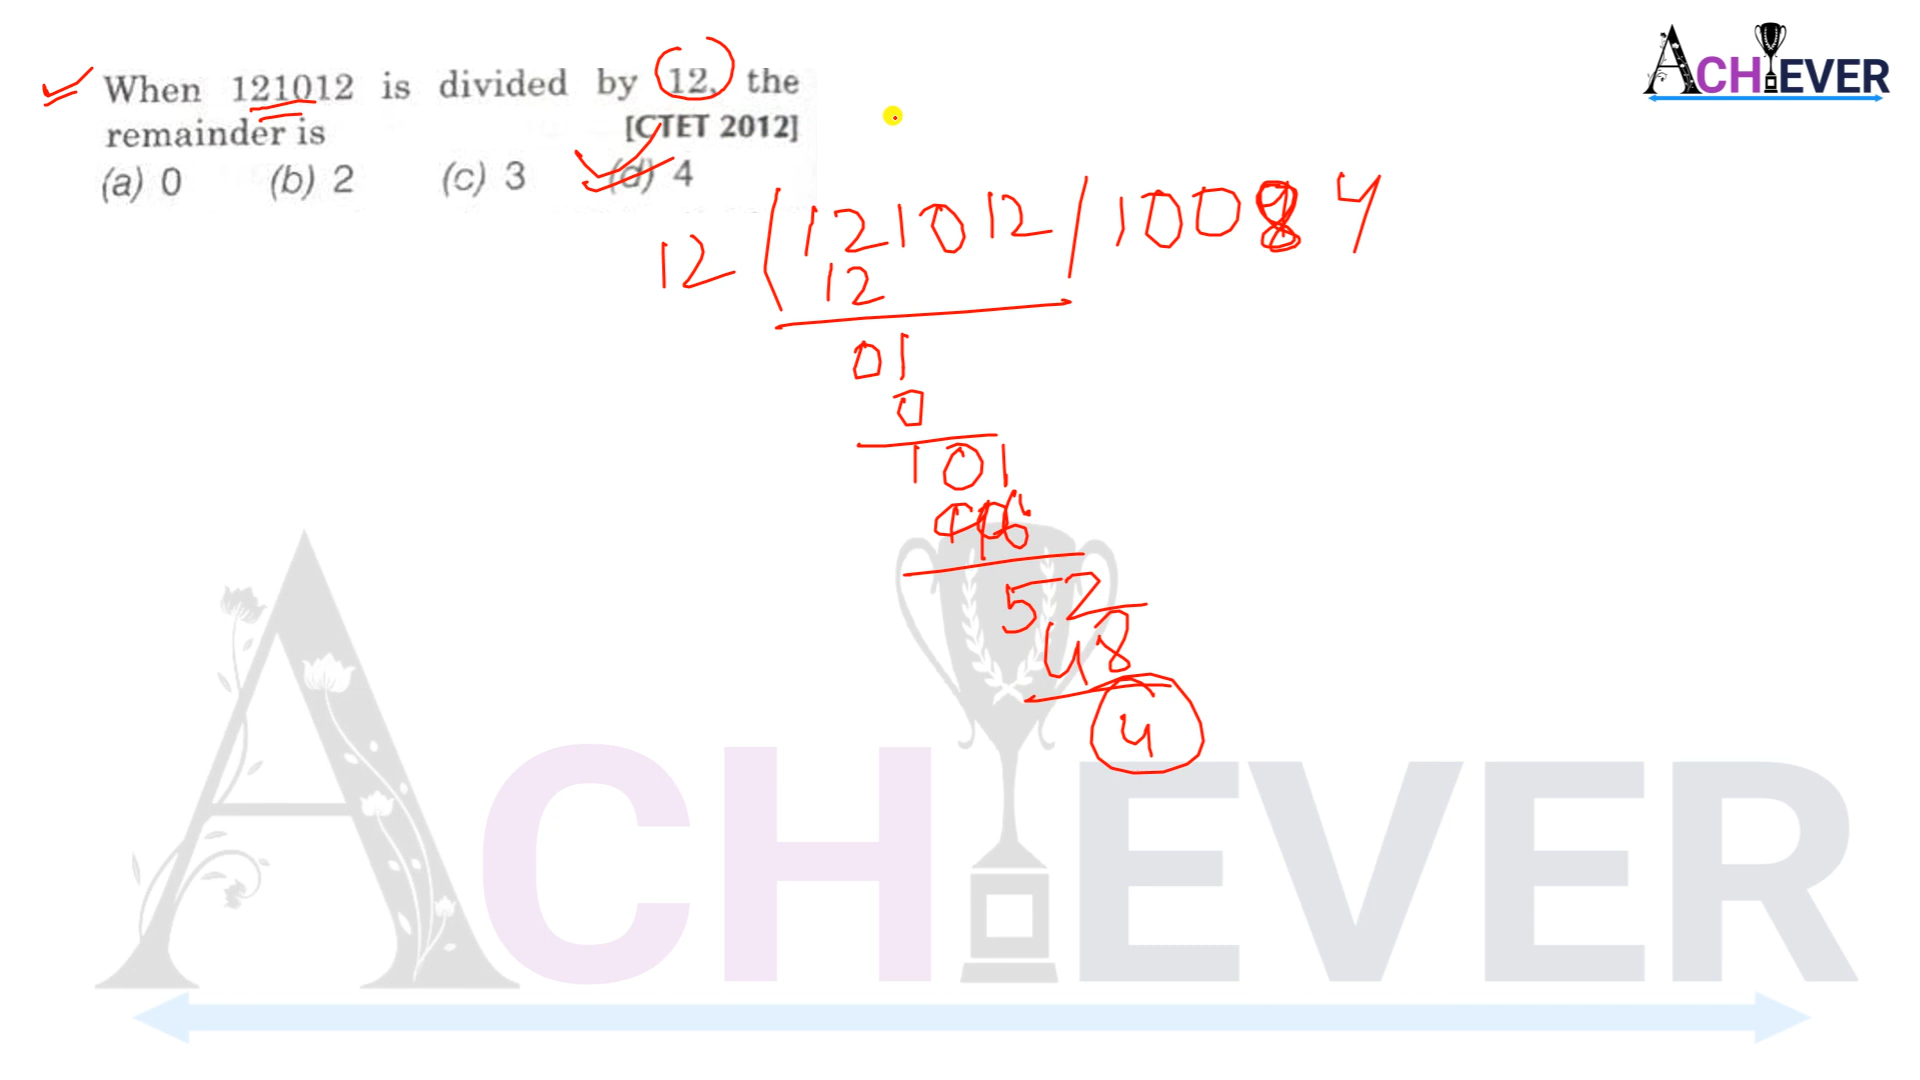 ACHIEVER
When 121012 is divided by 12, the
remainder is [CTET 2012]
(a) 0 (b) 2 (c) 3 (d) 4
12 ( 121012 / 10084
12
01
0
101
96
52
48
4
ACHIEVER